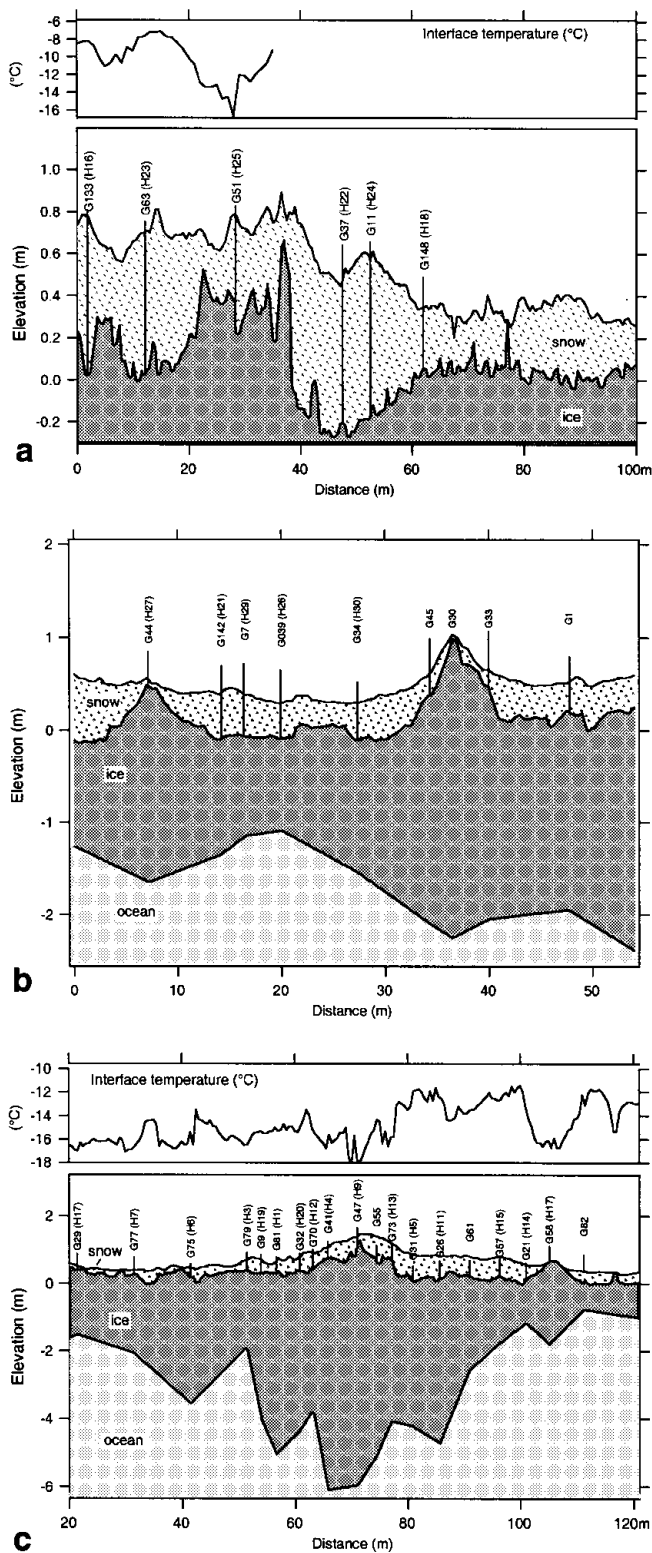 -6
-8
-10
-12
-14
-16
(°C)
Interface temperature (°C)
1.0
0.8
0.6
0.4
0.2
0.0
-0.2
Elevation (m)
G133 (H16)
G63 (H23)
G51 (H25)
G37 (H22)
G11 (H24)
G148 (H18)
snow
ice
a
0 20 40 60 80 100m
Distance (m)
2
1
0
-1
-2
Elevation (m)
G44 (H27)
G142 (H21)
G7 (H29)
G039 (H26)
G34 (H30)
G45
G30
G33
G1
snow
ice
ocean
b
0 10 20 30 40 50
Distance (m)
-10
-12
-14
-16
-18
(°C)
Interface temperature (°C)
2
0
-2
-4
-6
Elevation (m)
G29 (H17)
G77 (H7)
G75 (H6)
G79 (H3)
G9 (H19)
G81 (H1)
G32 (H20)
G70 (H12)
G41(H4)
G47 (H9)
G55
G73 (H13)
G31 (H5)
G26 (H11)
G61
G57 (H15)
G21 (H14)
G58 (H17)
G82
snow
ice
ocean
c
20 40 60 80 100 120m
Distance (m)